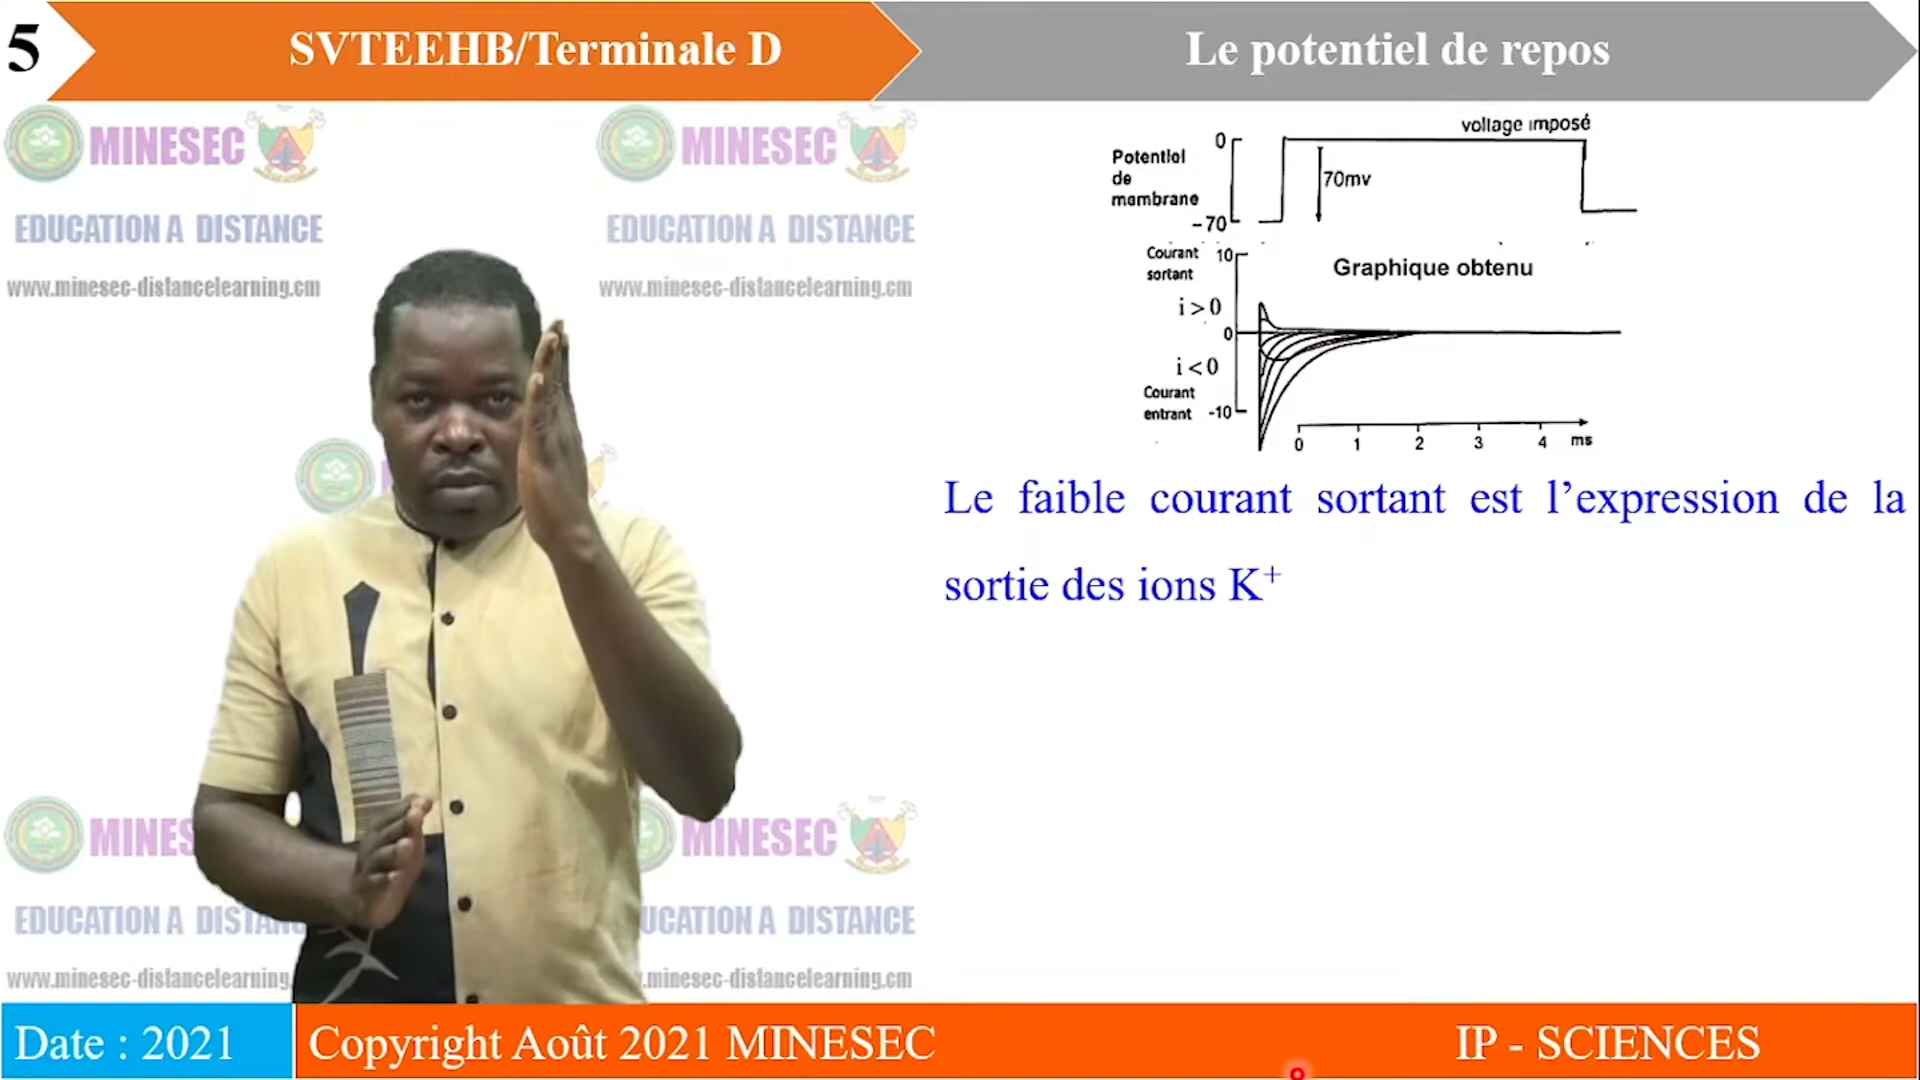 5
SVTEEHB/Terminale D
Le potentiel de repos
MINESEC
EDUCATION A DISTANCE
www.minesec-distancelearning.cm
MINESEC
EDUCATION A DISTANCE
www.minesec-distancelearning.cm
voltage imposé
0
Potentiel
de
membrane
70mv
-70
Courant
sortant
10
Graphique obtenu
i > 0
0
i < 0
Courant
entrant
-10
0 1 2 3 4 ms
Le faible courant sortant est l’expression de la
sortie des ions K⁺
MINES
EDUCATION A DISTANC
www.minesec-distancelearning.
MINESEC
UCATION A DISTANCE
.minesec-distancelearning.cm
Date : 2021
Copyright Août 2021 MINESEC
IP - SCIENCES